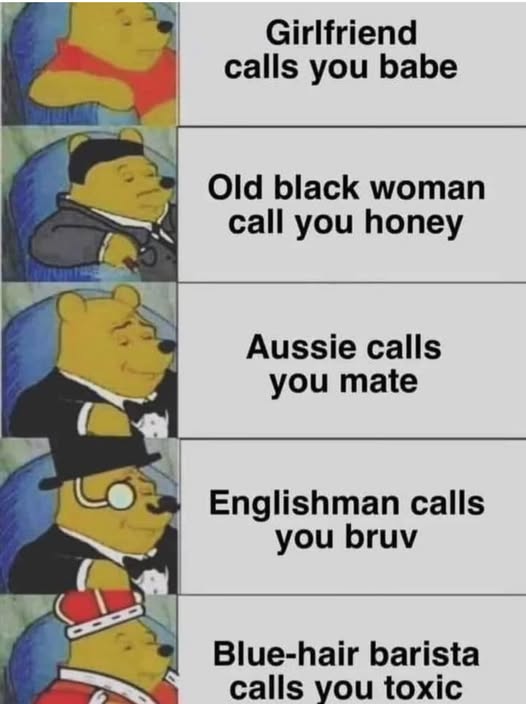 Girlfriend
calls you babe
Old black woman
call you honey
Aussie calls
you mate
Englishman calls
you bruv
Blue-hair barista
calls you toxic